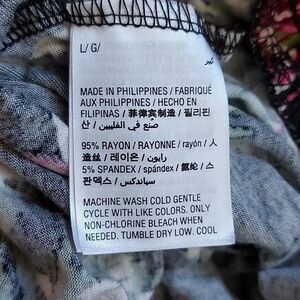 L/ G/
كبير
MADE IN PHILIPPINES / FABRIQUÉ
AUX PHILIPPINES / HECHO EN
FILIPINAS / 菲律宾制造 / 필리핀
산 / صنع في الفلبين
95% RAYON / RAYONNE / rayón / 人
造丝 / 레이온 / رايون
5% SPANDEX / spándex / 氨纶 / 스
판덱스 / سباندكس
MACHINE WASH COLD GENTLE
CYCLE WITH LIKE COLORS. ONLY
NON-CHLORINE BLEACH WHEN
NEEDED. TUMBLE DRY LOW. COOL